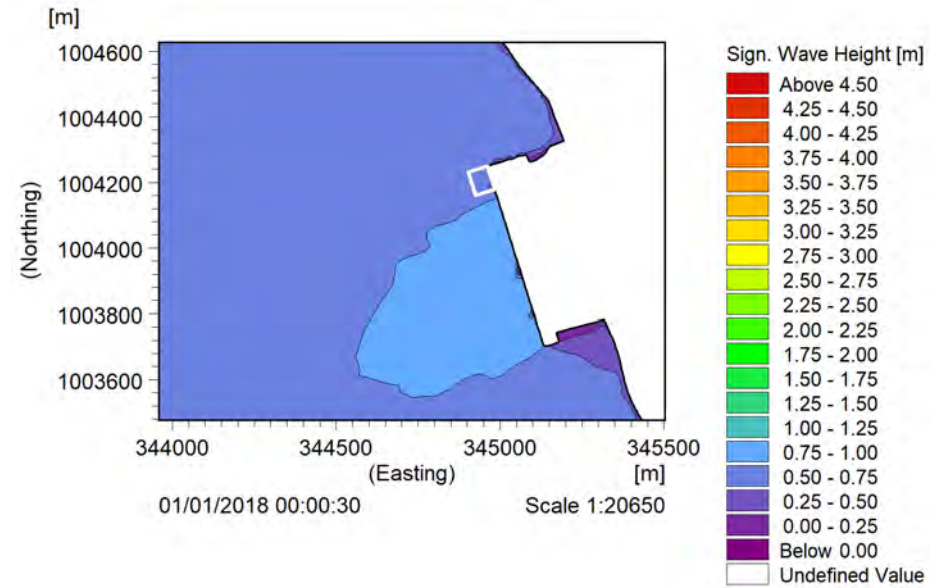 [m]
1004600
1004400
1004200
1004000
1003800
1003600
(Northing)
344000 344500 345000 345500
(Easting) [m]
01/01/2018 00:00:30 Scale 1:20650
Sign. Wave Height [m]
Above 4.50
4.25 - 4.50
4.00 - 4.25
3.75 - 4.00
3.50 - 3.75
3.25 - 3.50
3.00 - 3.25
2.75 - 3.00
2.50 - 2.75
2.25 - 2.50
2.00 - 2.25
1.75 - 2.00
1.50 - 1.75
1.25 - 1.50
1.00 - 1.25
0.75 - 1.00
0.50 - 0.75
0.25 - 0.50
0.00 - 0.25
Below 0.00
Undefined Value